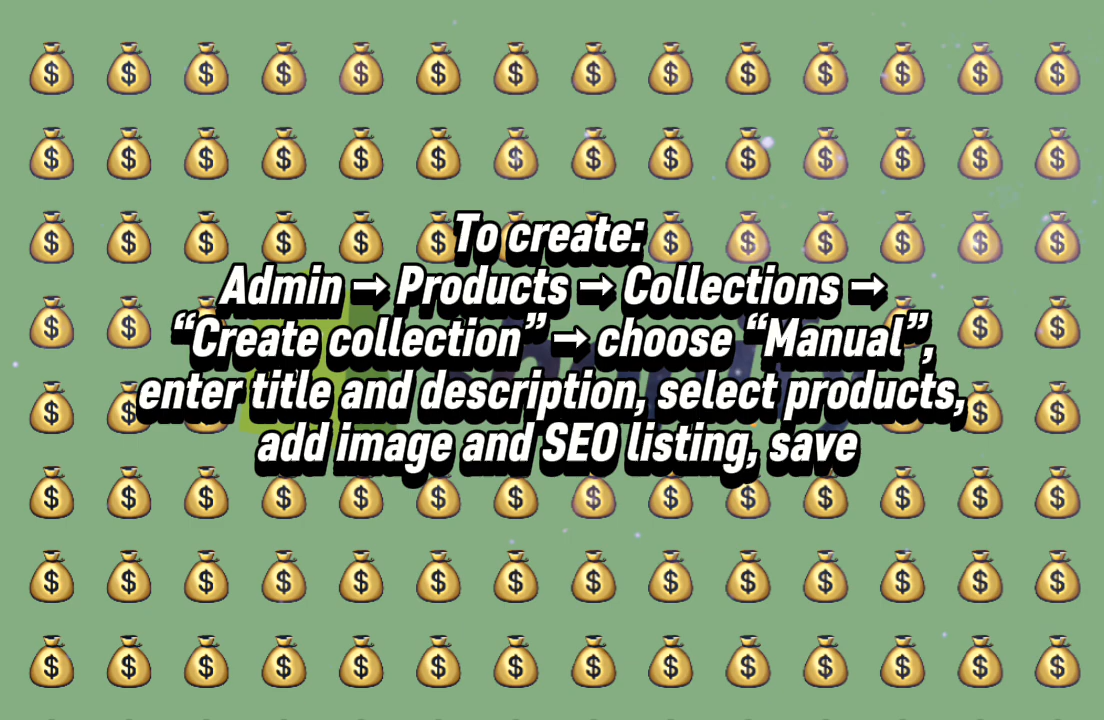 To create:
Admin → Products → Collections →
“Create collection” → choose “Manual”,
enter title and description, select products,
add image and SEO listing, save